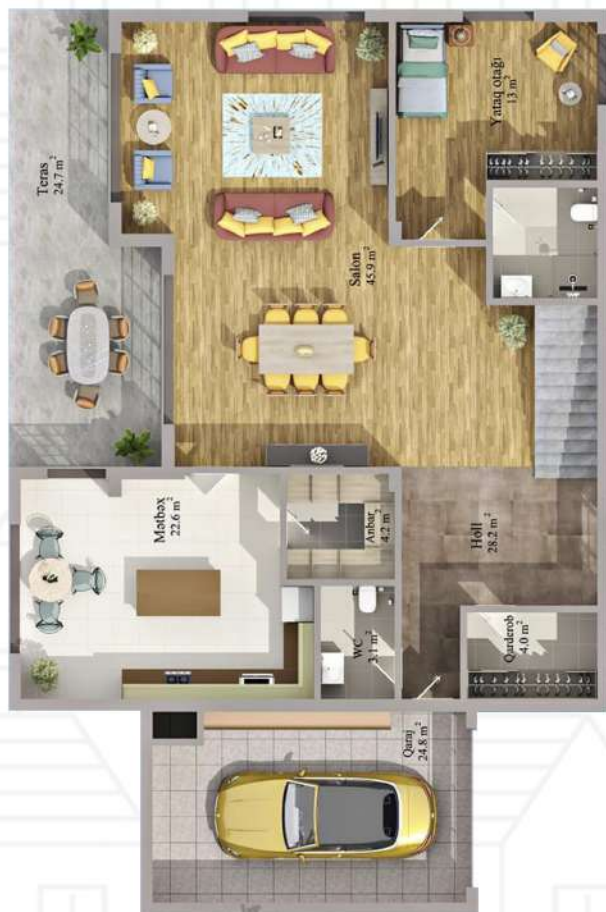 Teras
24.7 m²
Salon
45.9 m²
Yataq otağı
13 m²
Mətbəx
22.6 m²
Anbar
4.2 m²
Holl
28.2 m²
WC
3.1 m²
Qarderob
4.0 m²
Qaraj
24.8 m²